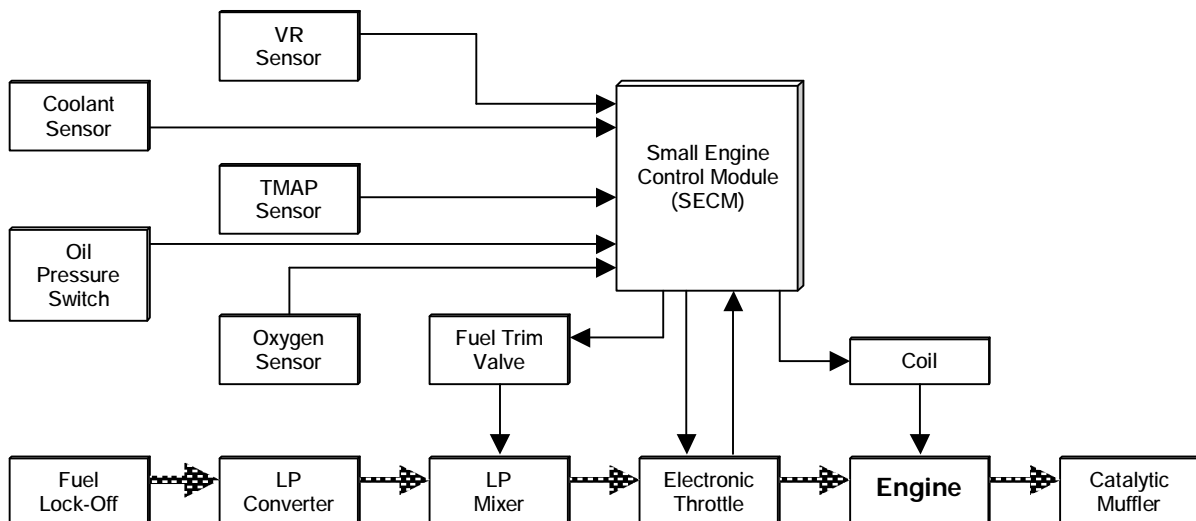 VR
Sensor
Coolant
Sensor
Small Engine
Control Module
(SECM)
TMAP
Sensor
Oil
Pressure
Switch
Oxygen
Sensor
Fuel Trim
Valve
Coil
Fuel
Lock-Off
LP
Converter
LP
Mixer
Electronic
Throttle
Engine
Catalytic
Muffler